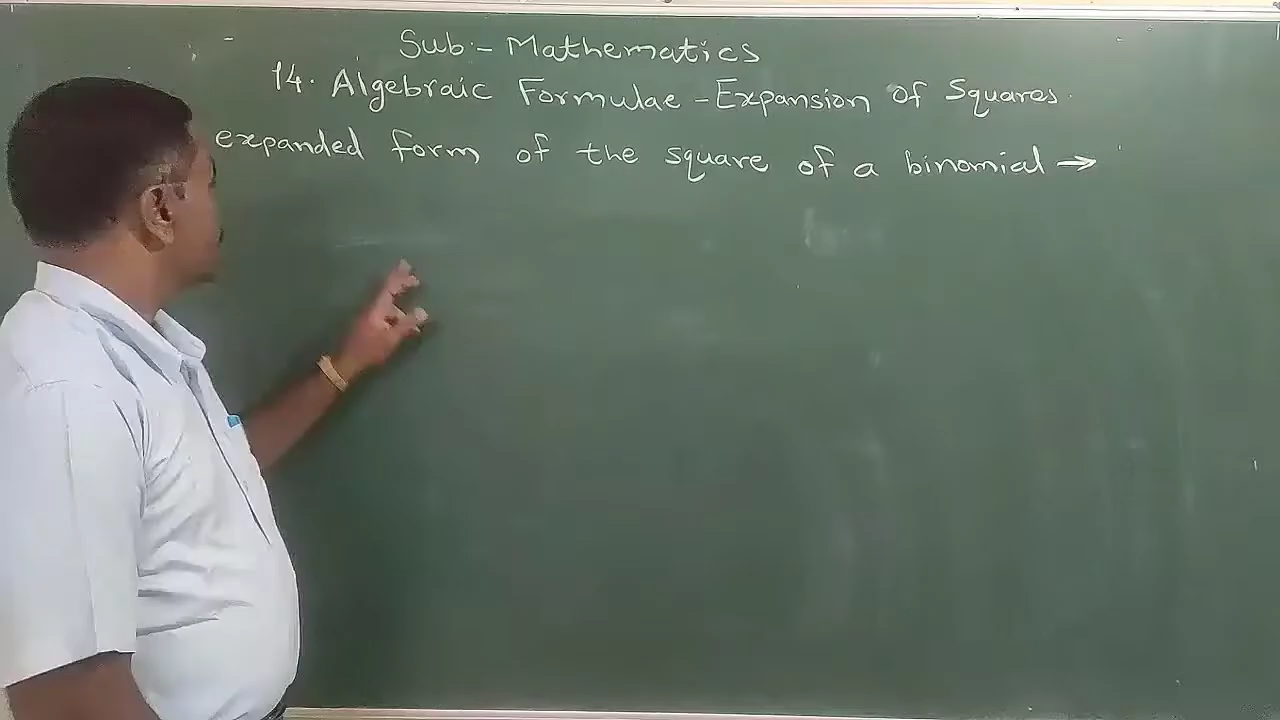 Sub:- Mathematics
14. Algebraic Formulae - Expansion of Squares.
expanded form of the square of a binomial →